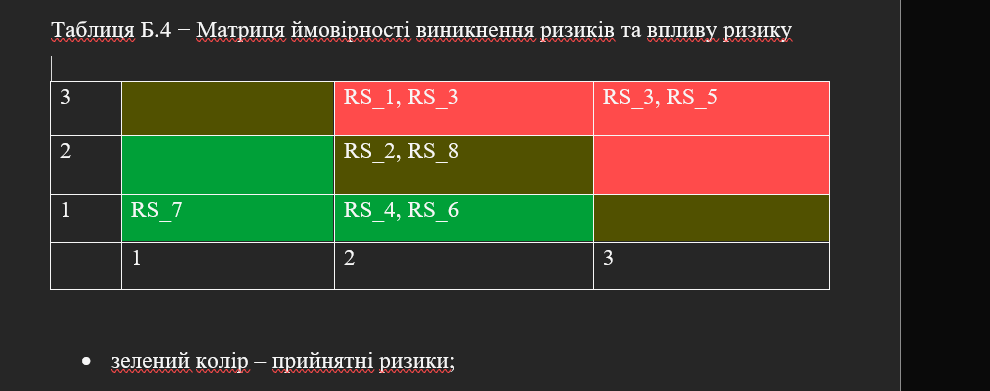 Таблиця Б.4 – Матриця ймовірності виникнення ризиків та впливу ризику
3 RS_1, RS_3 RS_3, RS_5
2 RS_2, RS_8
1 RS_7 RS_4, RS_6
1 2 3
• зелений колір – прийнятні ризики;